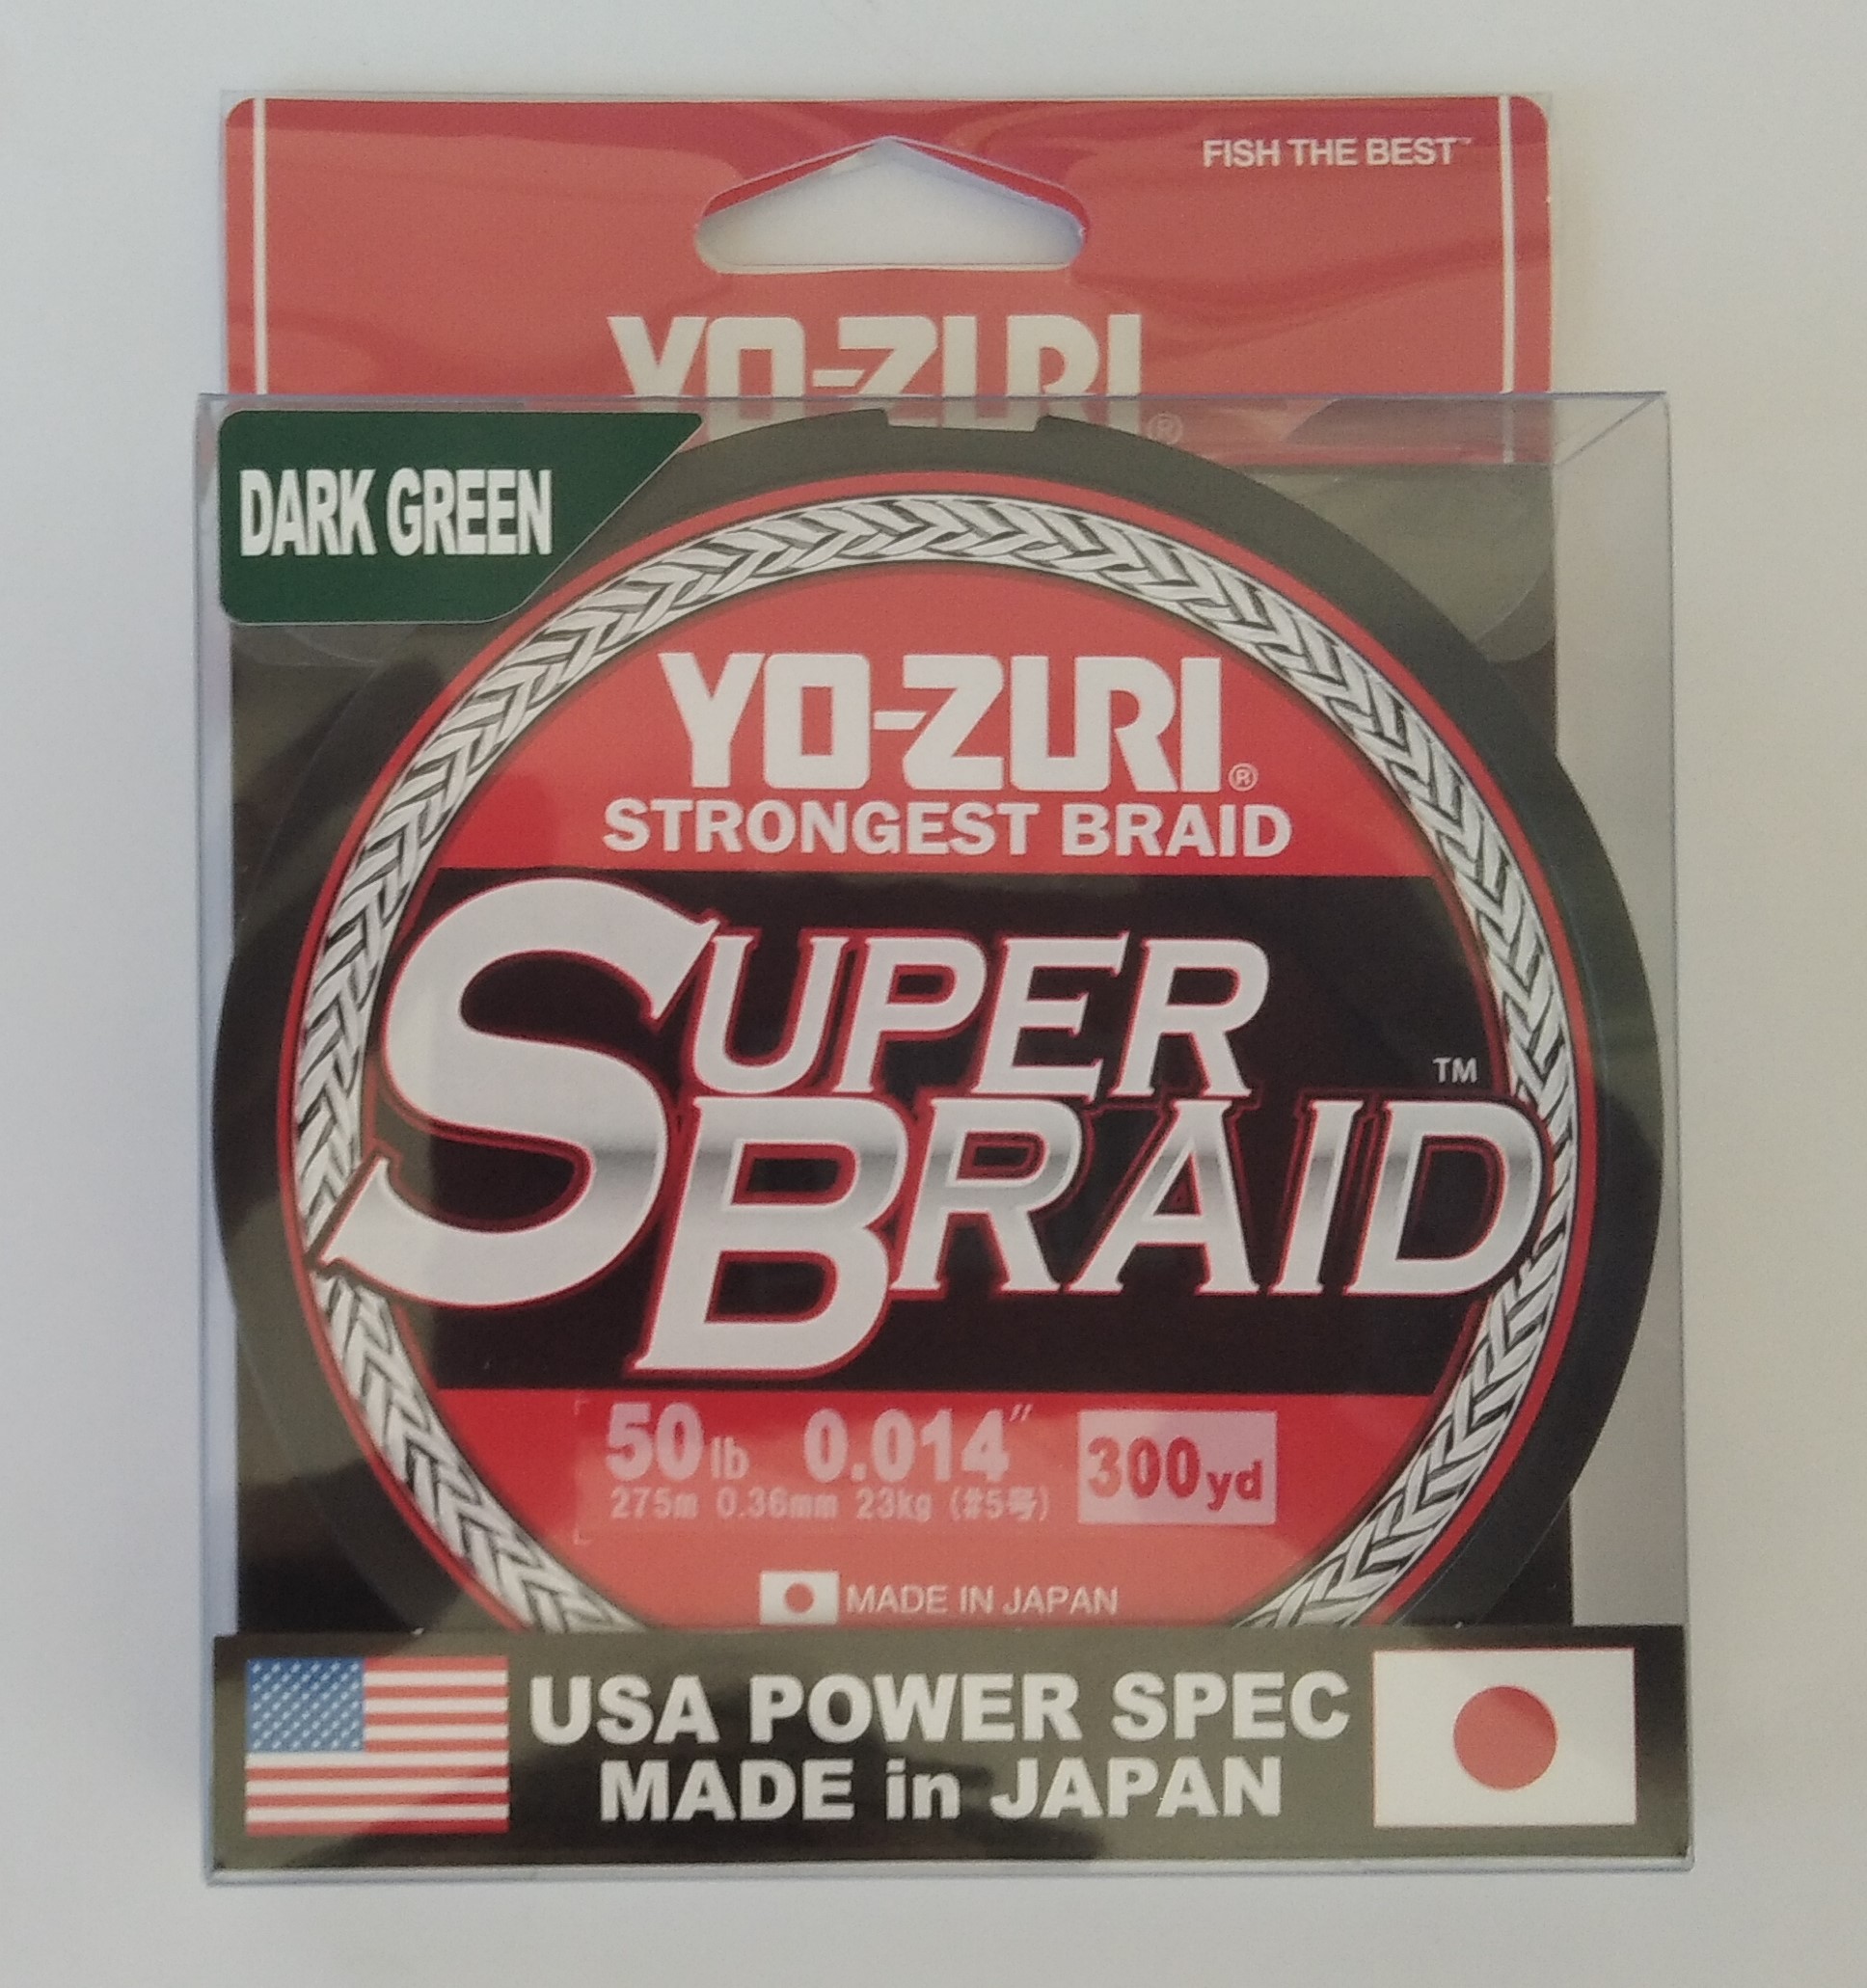 FISH THE BEST™
YO-ZURI®
DARK GREEN
YO-ZURI®
STRONGEST BRAID
SUPER
BRAID™
50lb 0.014" 300yd
275m 0.36mm 23kg (#5号)
MADE IN JAPAN
USA POWER SPEC
MADE in JAPAN